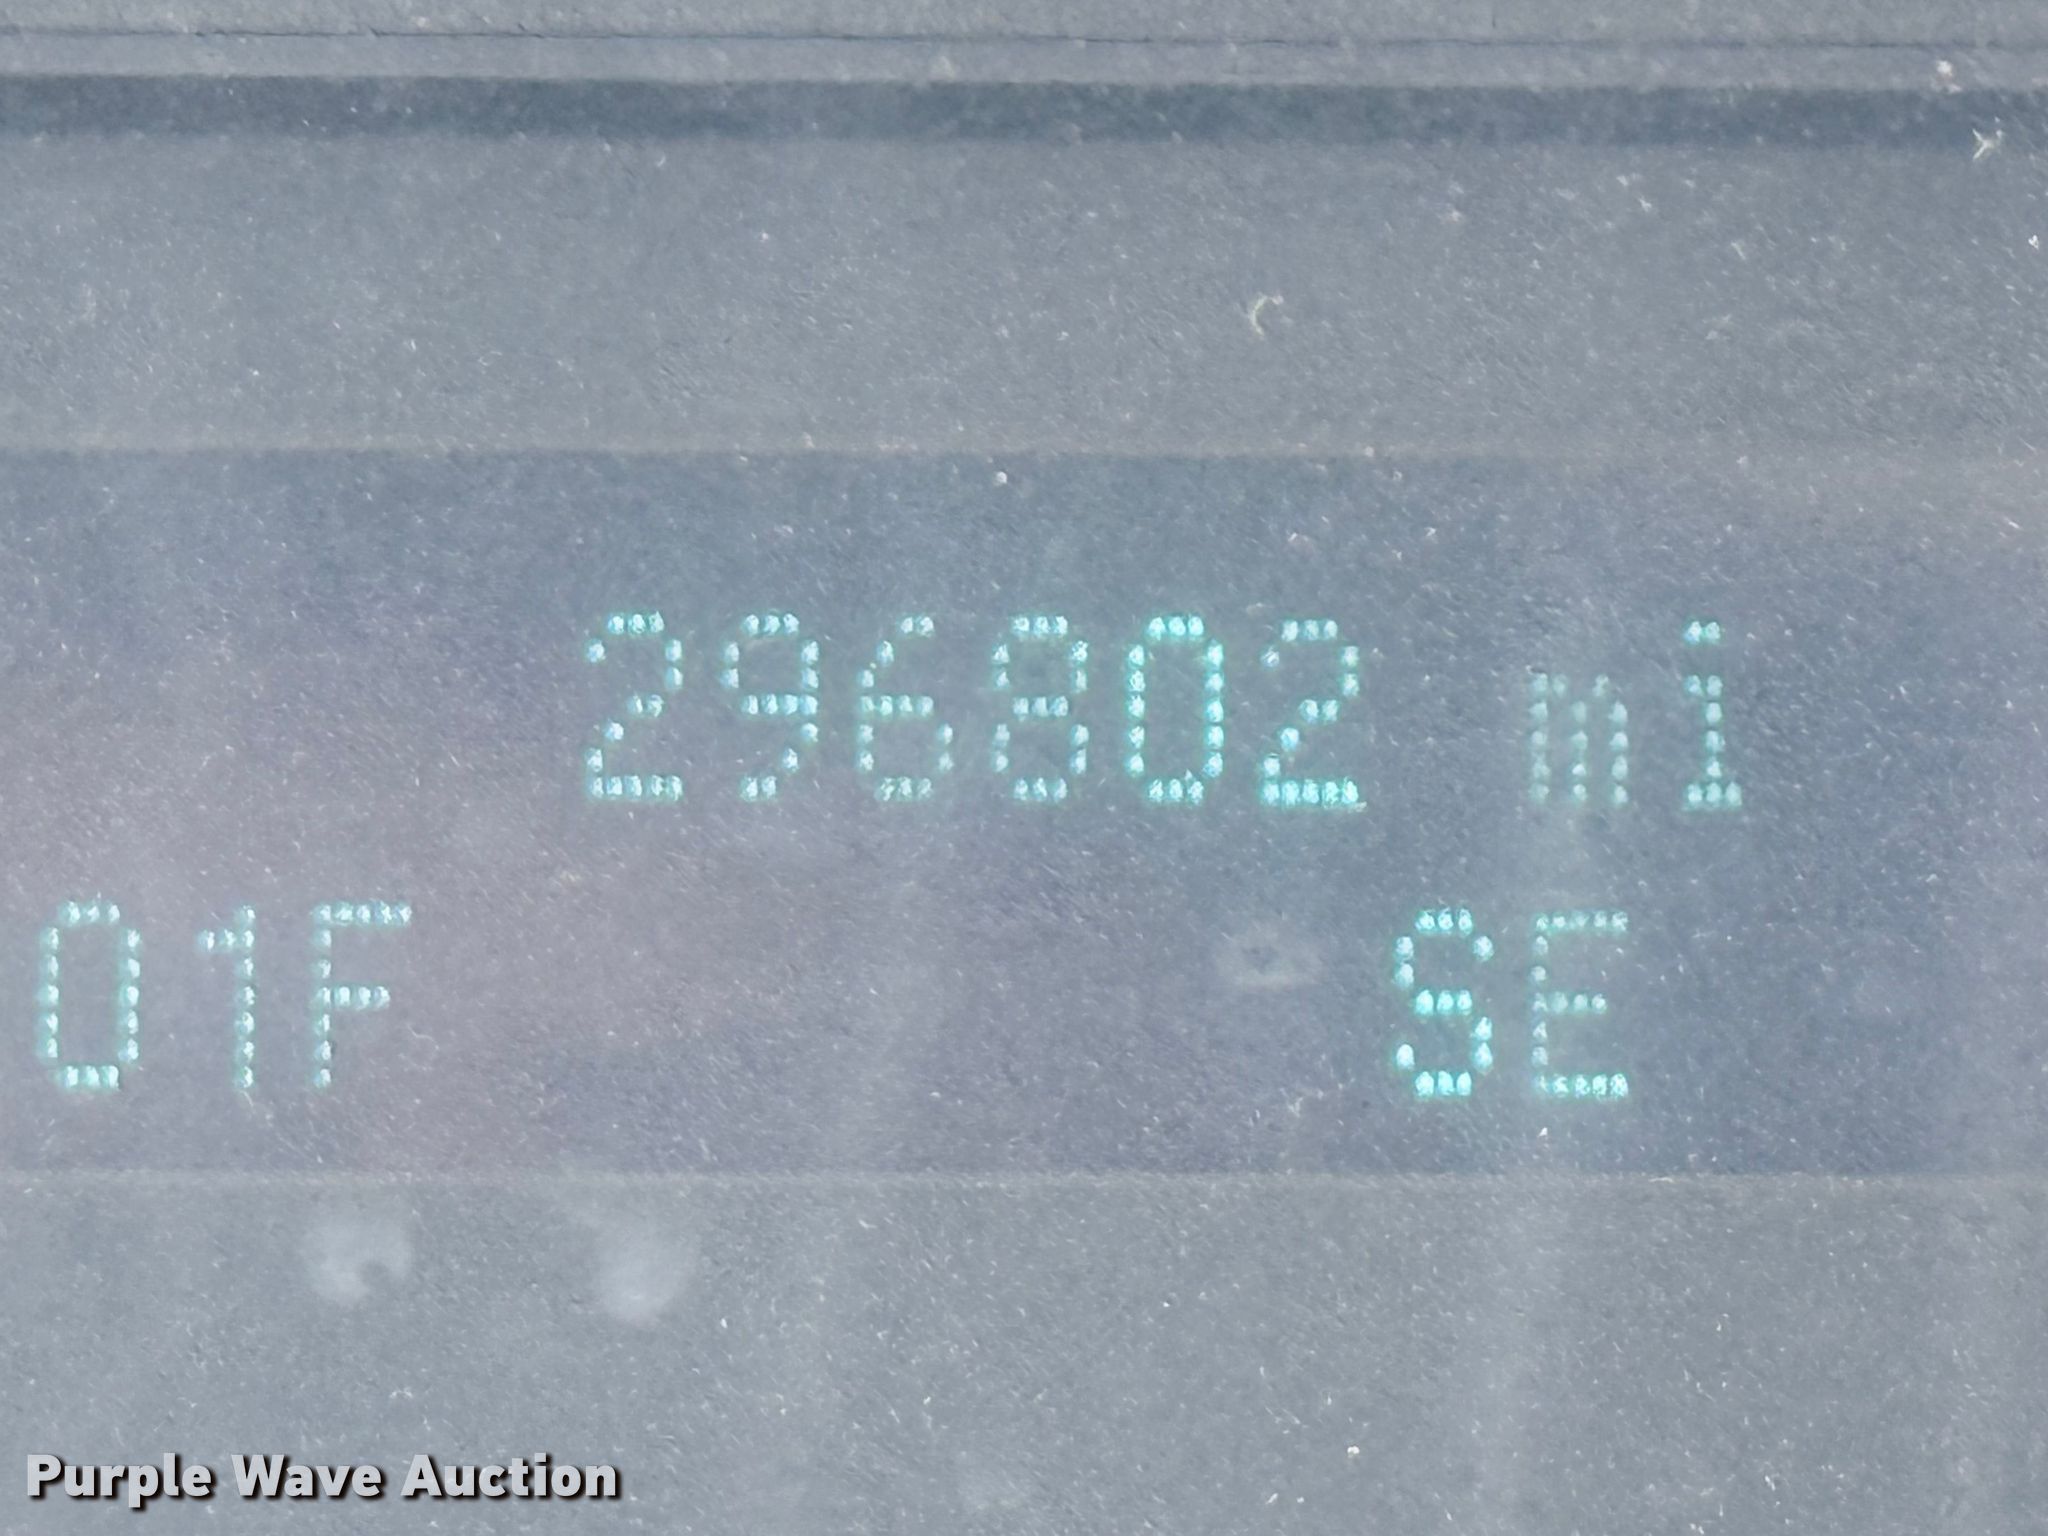 296802 mi
01F SE
Purple Wave Auction